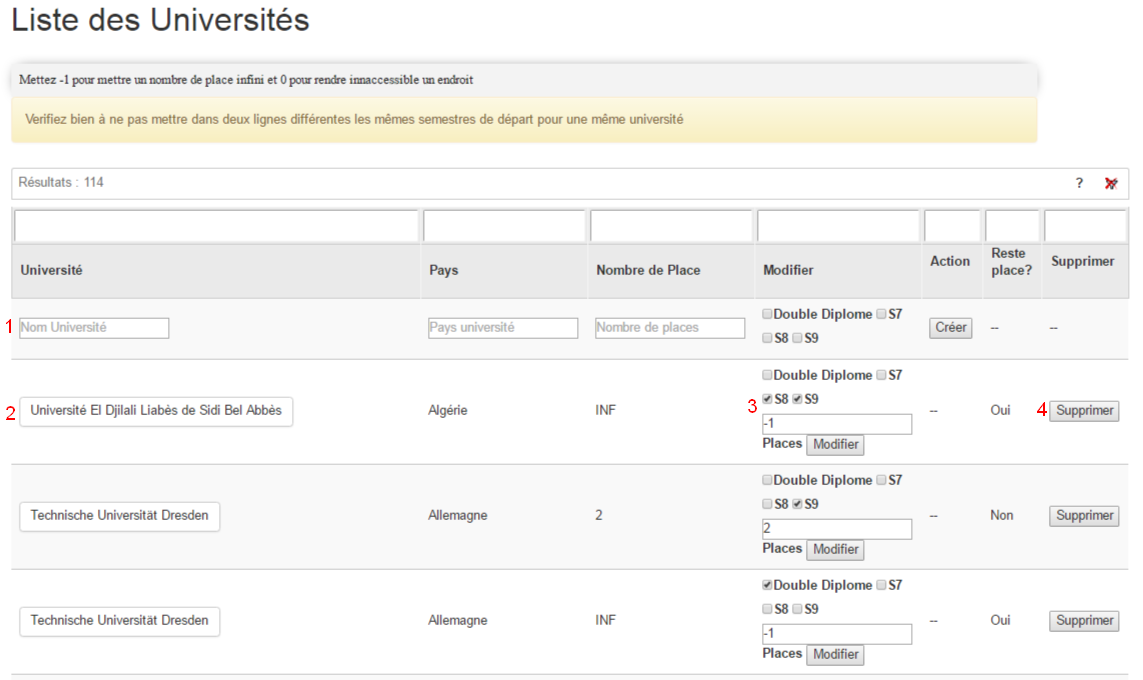 Liste des Universités
Mettez -1 pour mettre un nombre de place infini et 0 pour rendre innaccessible un endroit
Verifiez bien à ne pas mettre dans deux lignes différentes les mêmes semestres de départ pour une même université
Résultats : 114 ?
Université Pays Nombre de Place Modifier Action Reste place? Supprimer
1 Nom Université Pays université Nombre de places Double Diplome S7
S8 S9 Créer -- --
Double Diplome S7
2 Université El Djilali Liabès de Sidi Bel Abbès Algérie INF 3 S8 S9 -- Oui 4 Supprimer
-1
Places Modifier
Double Diplome S7
Technische Universität Dresden Allemagne 2 S8 S9 -- Non Supprimer
2
Places Modifier
Double Diplome S7
Technische Universität Dresden Allemagne INF S8 S9 -- Oui Supprimer
-1
Places Modifier